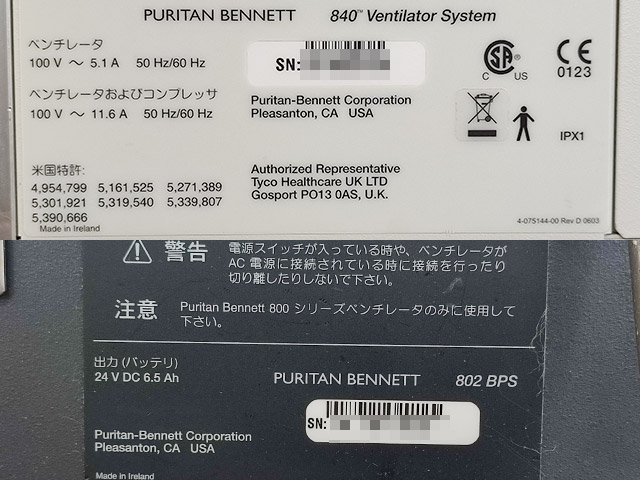 PURITAN BENNETT 840™ Ventilator System
ベンチレータ
100 V ～ 5.1 A 50 Hz/60 Hz
ベンチレータおよびコンプレッサ
100 V ～ 11.6 A 50 Hz/60 Hz
SN:
Puritan-Bennett Corporation
Pleasanton, CA USA
C US
CE
0123
IPX1
米国特許:
4,954,799 5,161,525 5,271,389
5,301,921 5,319,540 5,339,807
5,390,666
Made in Ireland
Authorized Representative
Tyco Healthcare UK LTD
Gosport PO13 0AS, U.K.
4-075144-00 Rev D 0603
警告 電源スイッチが入っている時や、ベンチレータが
AC 電源に接続されている時に接続を行ったり
切り離したりしないで下さい。
注意 Puritan Bennett 800 シリーズベンチレータのみに使用して
下さい。
出力 (バッテリ)
24 V DC 6.5 Ah
PURITAN BENNETT 802 BPS
SN:
Puritan-Bennett Corporation
Pleasanton, CA USA
Made in Ireland